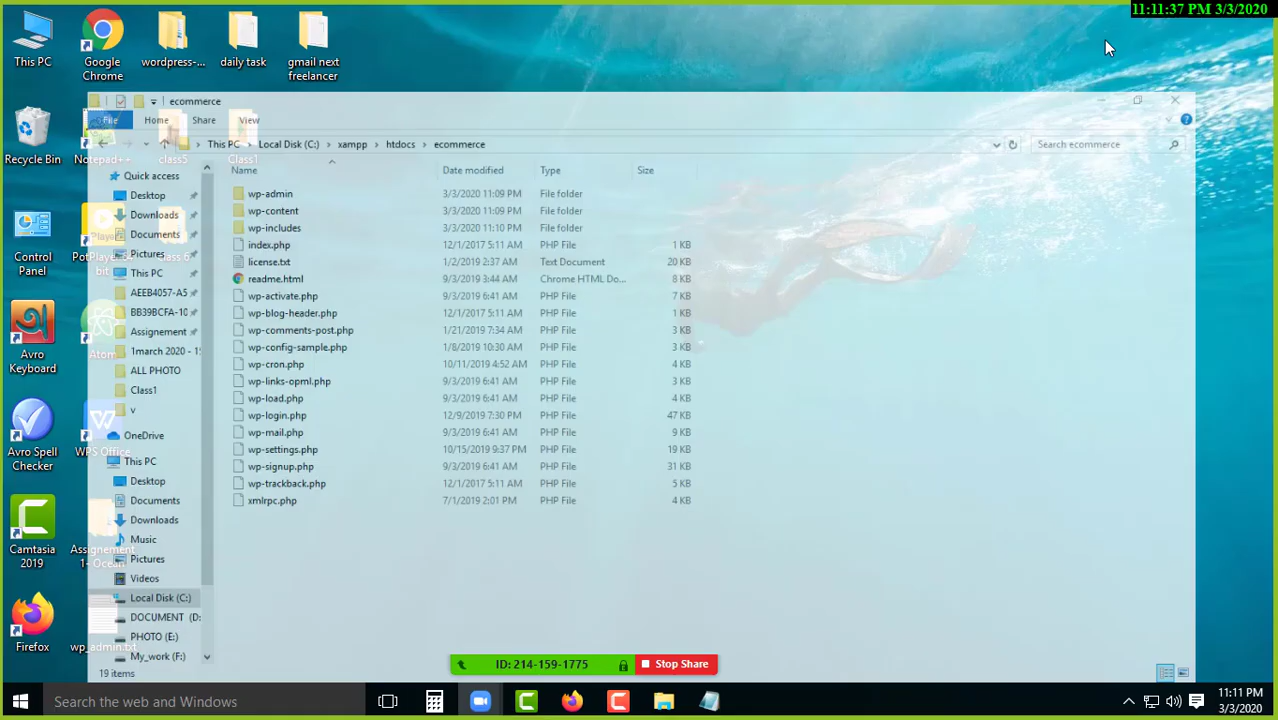 11:11:37 PM 3/3/2020
This PC
Google Chrome
wordpress-...
daily task
gmail next freelancer
ecommerce
File
Home
Share
View
Recycle Bin
Notepad++
class5
Class1
This PC
Local Disk (C:)
xampp
htdocs
ecommerce
Search ecommerce
Name
Date modified
Type
Size
Quick access
Desktop
Downloads
Documents
Pictures
This PC
AEEB4057-A5
BB39BCFA-10
Assignement
1march 2020 - 15
ALL PHOTO
Class1
v
OneDrive
This PC
Desktop
Documents
Downloads
Music
Pictures
Videos
Local Disk (C:)
DOCUMENT (D:
PHOTO (E:)
My_work (F:)
wp-admin 3/3/2020 11:09 PM File folder
wp-content 3/3/2020 11:09 PM File folder
wp-includes 3/3/2020 11:10 PM File folder
index.php 12/1/2017 5:11 AM PHP File 1 KB
license.txt 1/2/2019 2:37 AM Text Document 20 KB
readme.html 9/3/2019 3:44 AM Chrome HTML Do... 8 KB
wp-activate.php 9/3/2019 6:41 AM PHP File 7 KB
wp-blog-header.php 12/1/2017 5:11 AM PHP File 1 KB
wp-comments-post.php 1/21/2019 7:34 AM PHP File 3 KB
wp-config-sample.php 1/8/2019 10:30 AM PHP File 3 KB
wp-cron.php 10/11/2019 4:52 AM PHP File 4 KB
wp-links-opml.php 9/3/2019 6:41 AM PHP File 3 KB
wp-load.php 9/3/2019 6:41 AM PHP File 4 KB
wp-login.php 12/9/2019 7:30 PM PHP File 47 KB
wp-mail.php 9/3/2019 6:41 AM PHP File 9 KB
wp-settings.php 10/15/2019 9:37 PM PHP File 19 KB
wp-signup.php 9/3/2019 6:41 AM PHP File 31 KB
wp-trackback.php 12/1/2017 5:11 AM PHP File 5 KB
xmlrpc.php 7/1/2019 2:01 PM PHP File 4 KB
Control Panel
PotPlayer 64 bit
Avro Keyboard
Atom
Avro Spell Checker
WPS Office
Camtasia 2019
Assignement 1- Ocean
Firefox
wp_admin.txt
19 items
ID: 214-159-1775
Stop Share
Search the web and Windows
11:11 PM
3/3/2020